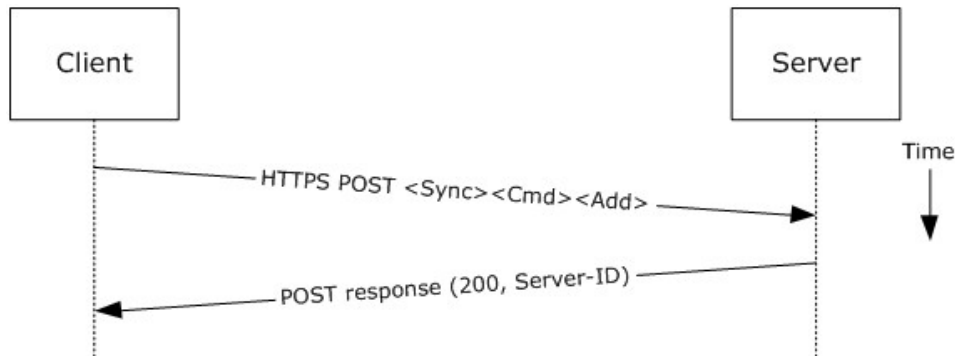 Client
Server
Time
HTTPS POST <Sync><Cmd><Add>
POST response (200, Server-ID)